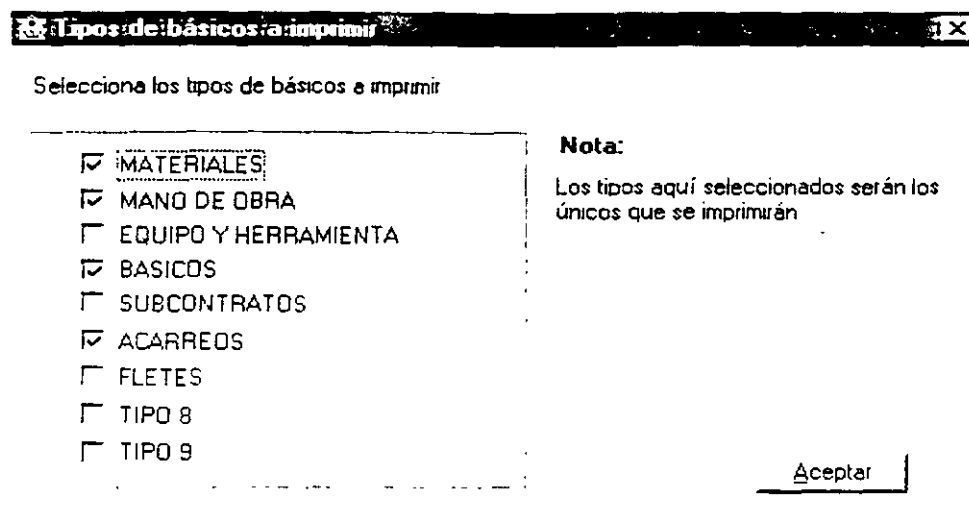 Tipos de básicos a imprimir
Selecciona los tipos de básicos a imprimir
MATERIALES
MANO DE OBRA
EQUIPO Y HERRAMIENTA
BASICOS
SUBCONTRATOS
ACARREOS
FLETES
TIPO 8
TIPO 9
Nota:
Los tipos aquí seleccionados serán los
únicos que se imprimirán
Aceptar